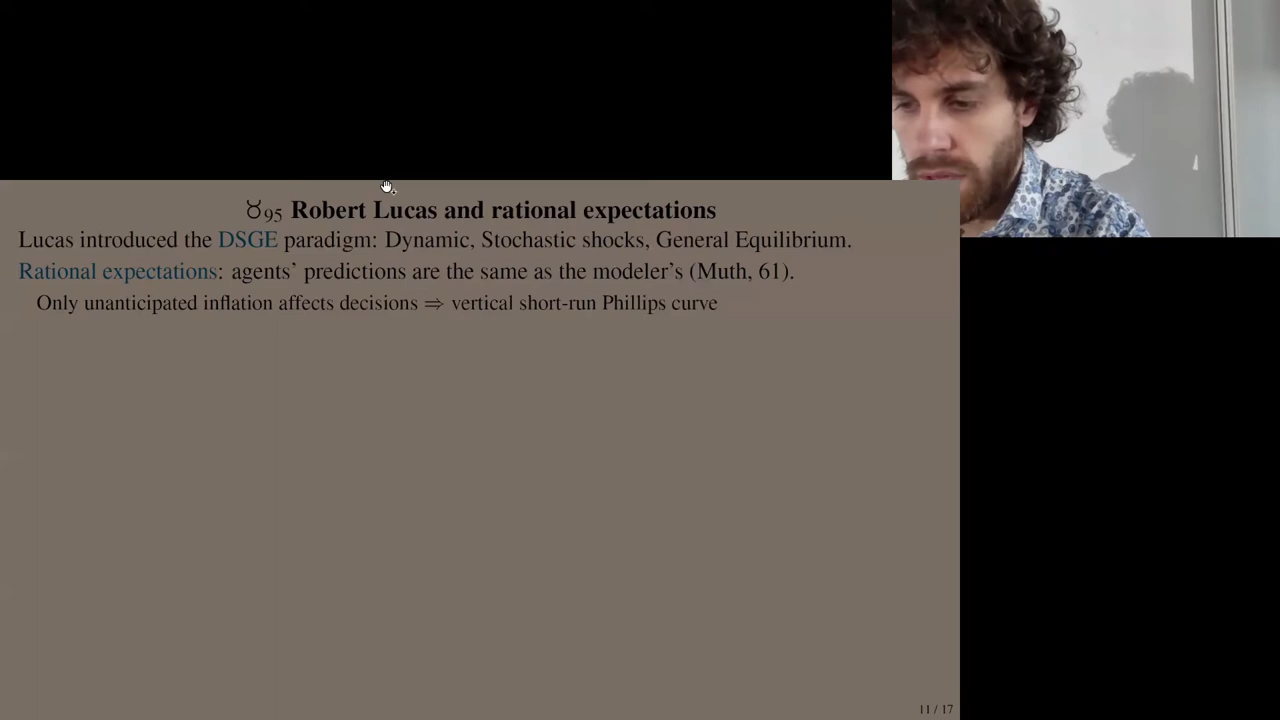 ♉95 Robert Lucas and rational expectations
Lucas introduced the DSGE paradigm: Dynamic, Stochastic shocks, General Equilibrium.
Rational expectations: agents' predictions are the same as the modeler's (Muth, 61).
Only unanticipated inflation affects decisions ⇒ vertical short-run Phillips curve
11 / 17